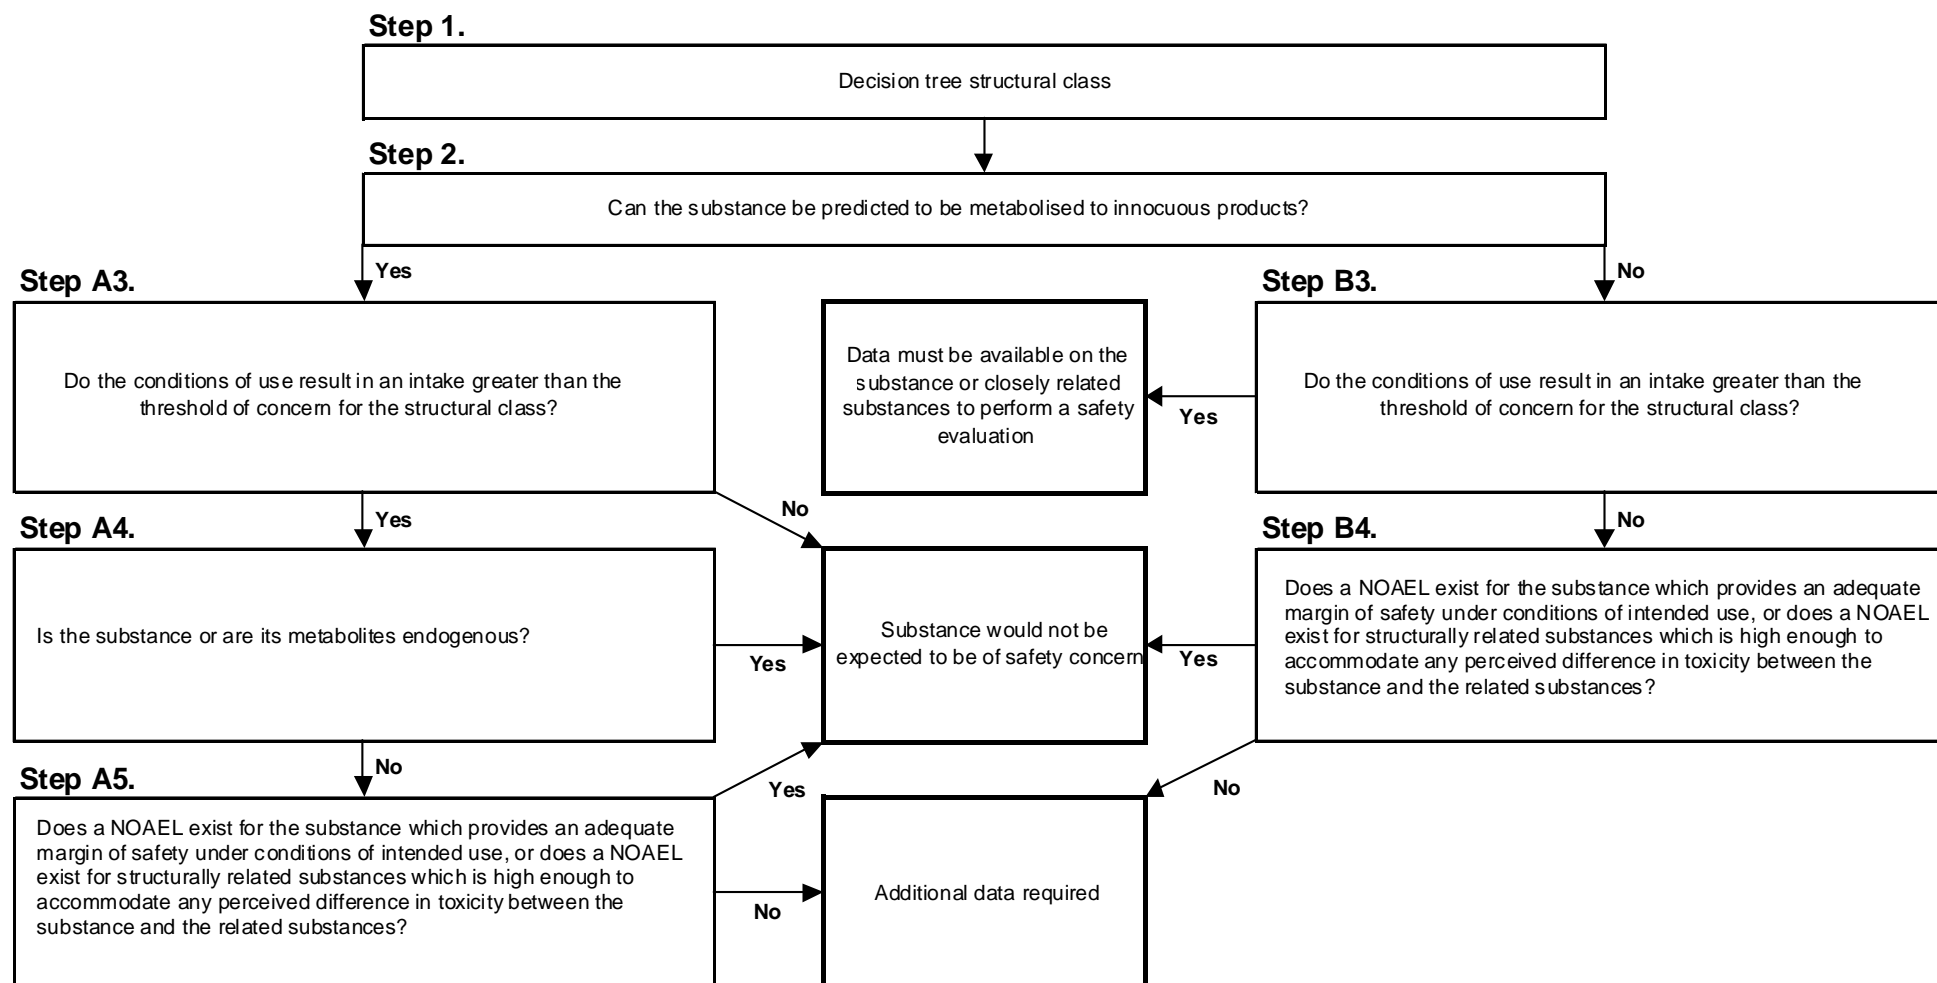 Step 1.
Decision tree structural class
Step 2.
Can the substance be predicted to be metabolised to innocuous products?
Yes
No
Step A3.
Do the conditions of use result in an intake greater than the
threshold of concern for the structural class?
Data must be available on the
substance or closely related
substances to perform a safety
evaluation
Step B3.
Do the conditions of use result in an intake greater than the
threshold of concern for the structural class?
Yes
Yes
No
No
Step A4.
Is the substance or are its metabolites endogenous?
Yes
Substance would not be
expected to be of safety concern
Yes
Step B4.
Does a NOAEL exist for the substance which provides an adequate
margin of safety under conditions of intended use, or does a NOAEL
exist for structurally related substances which is high enough to
accommodate any perceived difference in toxicity between the
substance and the related substances?
No
Yes
No
Step A5.
Does a NOAEL exist for the substance which provides an adequate
margin of safety under conditions of intended use, or does a NOAEL
exist for structurally related substances which is high enough to
accommodate any perceived difference in toxicity between the
substance and the related substances?
No
Additional data required